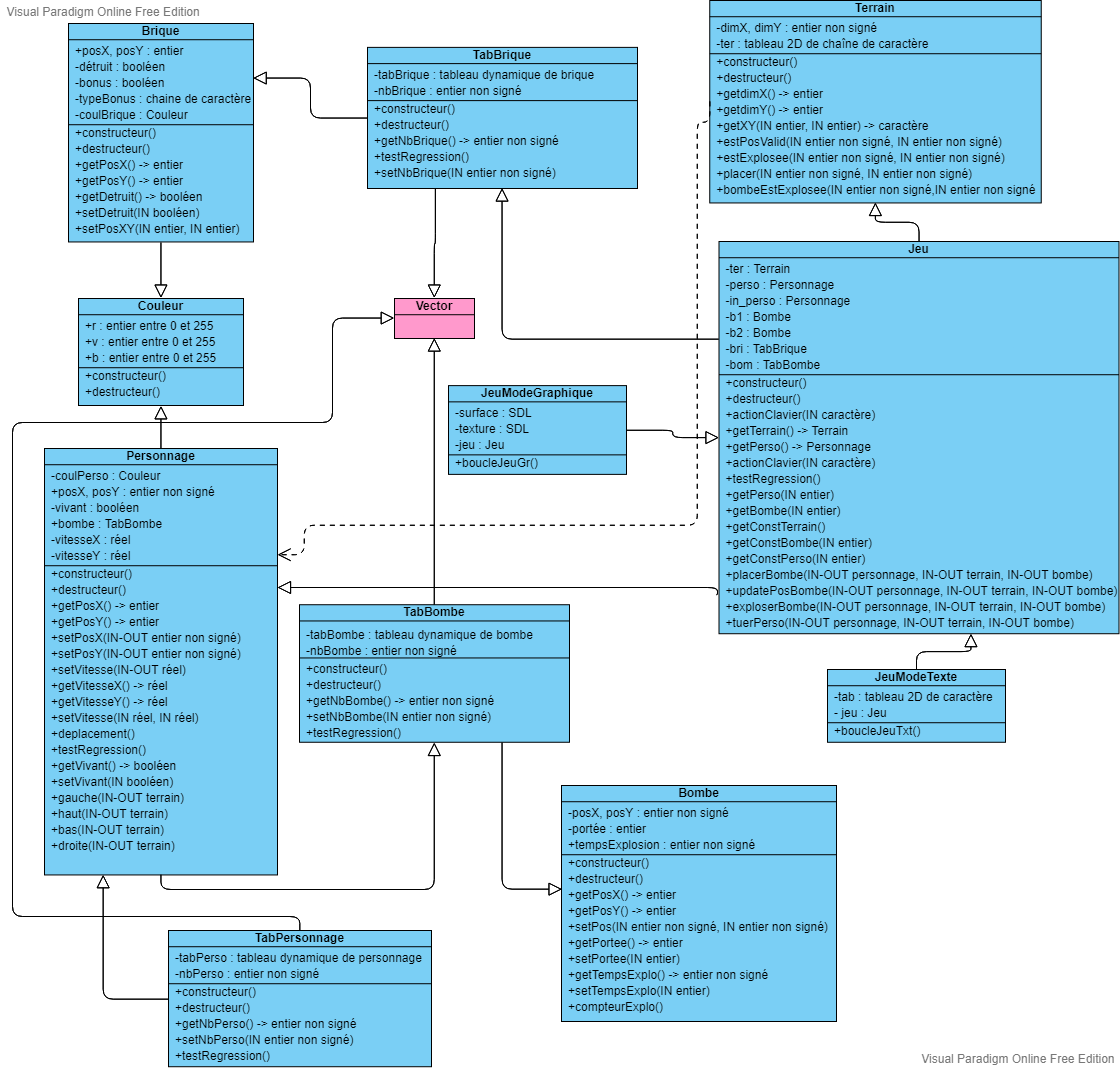 Visual Paradigm Online Free Edition
Brique
+posX, posY : entier
-détruit : booléen
-bonus : booléen
-typeBonus : chaine de caractère
-coulBrique : Couleur
+constructeur()
+destructeur()
+getPosX() -> entier
+getPosY() -> entier
+getDetruit() -> booléen
+setDetruit(IN booléen)
+setPosXY(IN entier, IN entier)
TabBrique
-tabBrique : tableau dynamique de brique
-nbBrique : entier non signé
+constructeur()
+destructeur()
+getNbBrique() -> entier non signé
+testRegression()
+setNbBrique(IN entier non signé)
Terrain
-dimX, dimY : entier non signé
-ter : tableau 2D de chaîne de caractère
+constructeur()
+destructeur()
+getdimX() -> entier
+getdimY() -> entier
+getXY(IN entier, IN entier) -> caractère
+estPosValid(IN entier non signé, IN entier non signé)
+estExplosee(IN entier non signé, IN entier non signé)
+placer(IN entier non signé, IN entier non signé)
+bombeEstExplosee(IN entier non signé,IN entier non signé
Couleur
+r : entier entre 0 et 255
+v : entier entre 0 et 255
+b : entier entre 0 et 255
+constructeur()
+destructeur()
Vector
Jeu
-ter : Terrain
-perso : Personnage
-in_perso : Personnage
-b1 : Bombe
-b2 : Bombe
-bri : TabBrique
-bom : TabBombe
+constructeur()
+destructeur()
+actionClavier(IN caractère)
+getTerrain() -> Terrain
+getPerso() -> Personnage
+actionClavier(IN caractère)
+testRegression()
+getPerso(IN entier)
+getBombe(IN entier)
+getConstTerrain()
+getConstBombe(IN entier)
+getConstPerso(IN entier)
+placerBombe(IN-OUT personnage, IN-OUT terrain, IN-OUT bombe)
+updatePosBombe(IN-OUT personnage, IN-OUT terrain, IN-OUT bombe)
+exploserBombe(IN-OUT personnage, IN-OUT terrain, IN-OUT bombe)
+tuerPerso(IN-OUT personnage, IN-OUT terrain, IN-OUT bombe)
JeuModeGraphique
-surface : SDL
-texture : SDL
-jeu : Jeu
+boucleJeuGr()
Personnage
-coulPerso : Couleur
+posX, posY : entier non signé
-vivant : booléen
+bombe : TabBombe
-vitesseX : réel
-vitesseY : réel
+constructeur()
+destructeur()
+getPosX() -> entier
+getPosY() -> entier
+setPosX(IN-OUT entier non signé)
+setPosY(IN-OUT entier non signé)
+setVitesse(IN-OUT réel)
+getVitesseX() -> réel
+getVitesseY() -> réel
+setVitesse(IN réel, IN réel)
+deplacement()
+testRegression()
+getVivant() -> booléen
+setVivant(IN booléen)
+gauche(IN-OUT terrain)
+haut(IN-OUT terrain)
+bas(IN-OUT terrain)
+droite(IN-OUT terrain)
TabBombe
-tabBombe : tableau dynamique de bombe
-nbBombe : entier non signé
+constructeur()
+destructeur()
+getNbBombe() -> entier non signé
+setNbBombe(IN entier non signé)
+testRegression()
JeuModeTexte
-tab : tableau 2D de caractère
- jeu : Jeu
+boucleJeuTxt()
Bombe
-posX, posY : entier non signé
-portée : entier
+tempsExplosion : entier non signé
+constructeur()
+destructeur()
+getPosX() -> entier
+getPosY() -> entier
+setPos(IN entier non signé, IN entier non signé)
+getPortee() -> entier
+setPortee(IN entier)
+getTempsExplo() -> entier non signé
+setTempsExplo(IN entier)
+compteurExplo()
TabPersonnage
-tabPerso : tableau dynamique de personnage
-nbPerso : entier non signé
+constructeur()
+destructeur()
+getNbPerso() -> entier non signé
+setNbPerso(IN entier non signé)
+testRegression()
Visual Paradigm Online Free Edition